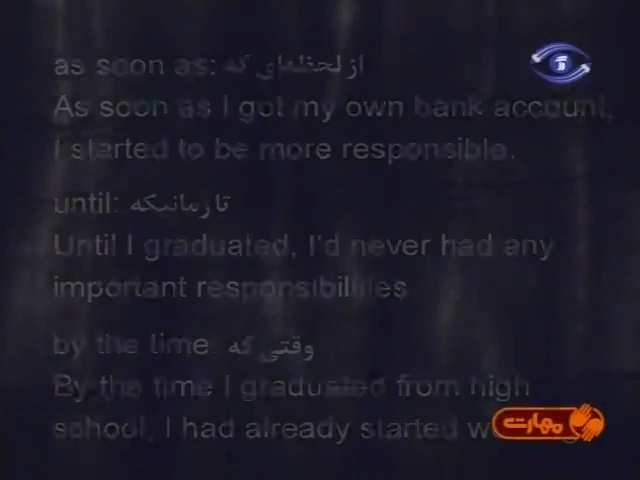 as soon as: از لحظه‌ای که
As soon as I got my own bank account,
I started to be more responsible.
until: تا زمانیکه
Until I graduated, I'd never had any
important responsibilities
by the time: وقتی که
By the time I graduated from high
school, I had already started
مهارت